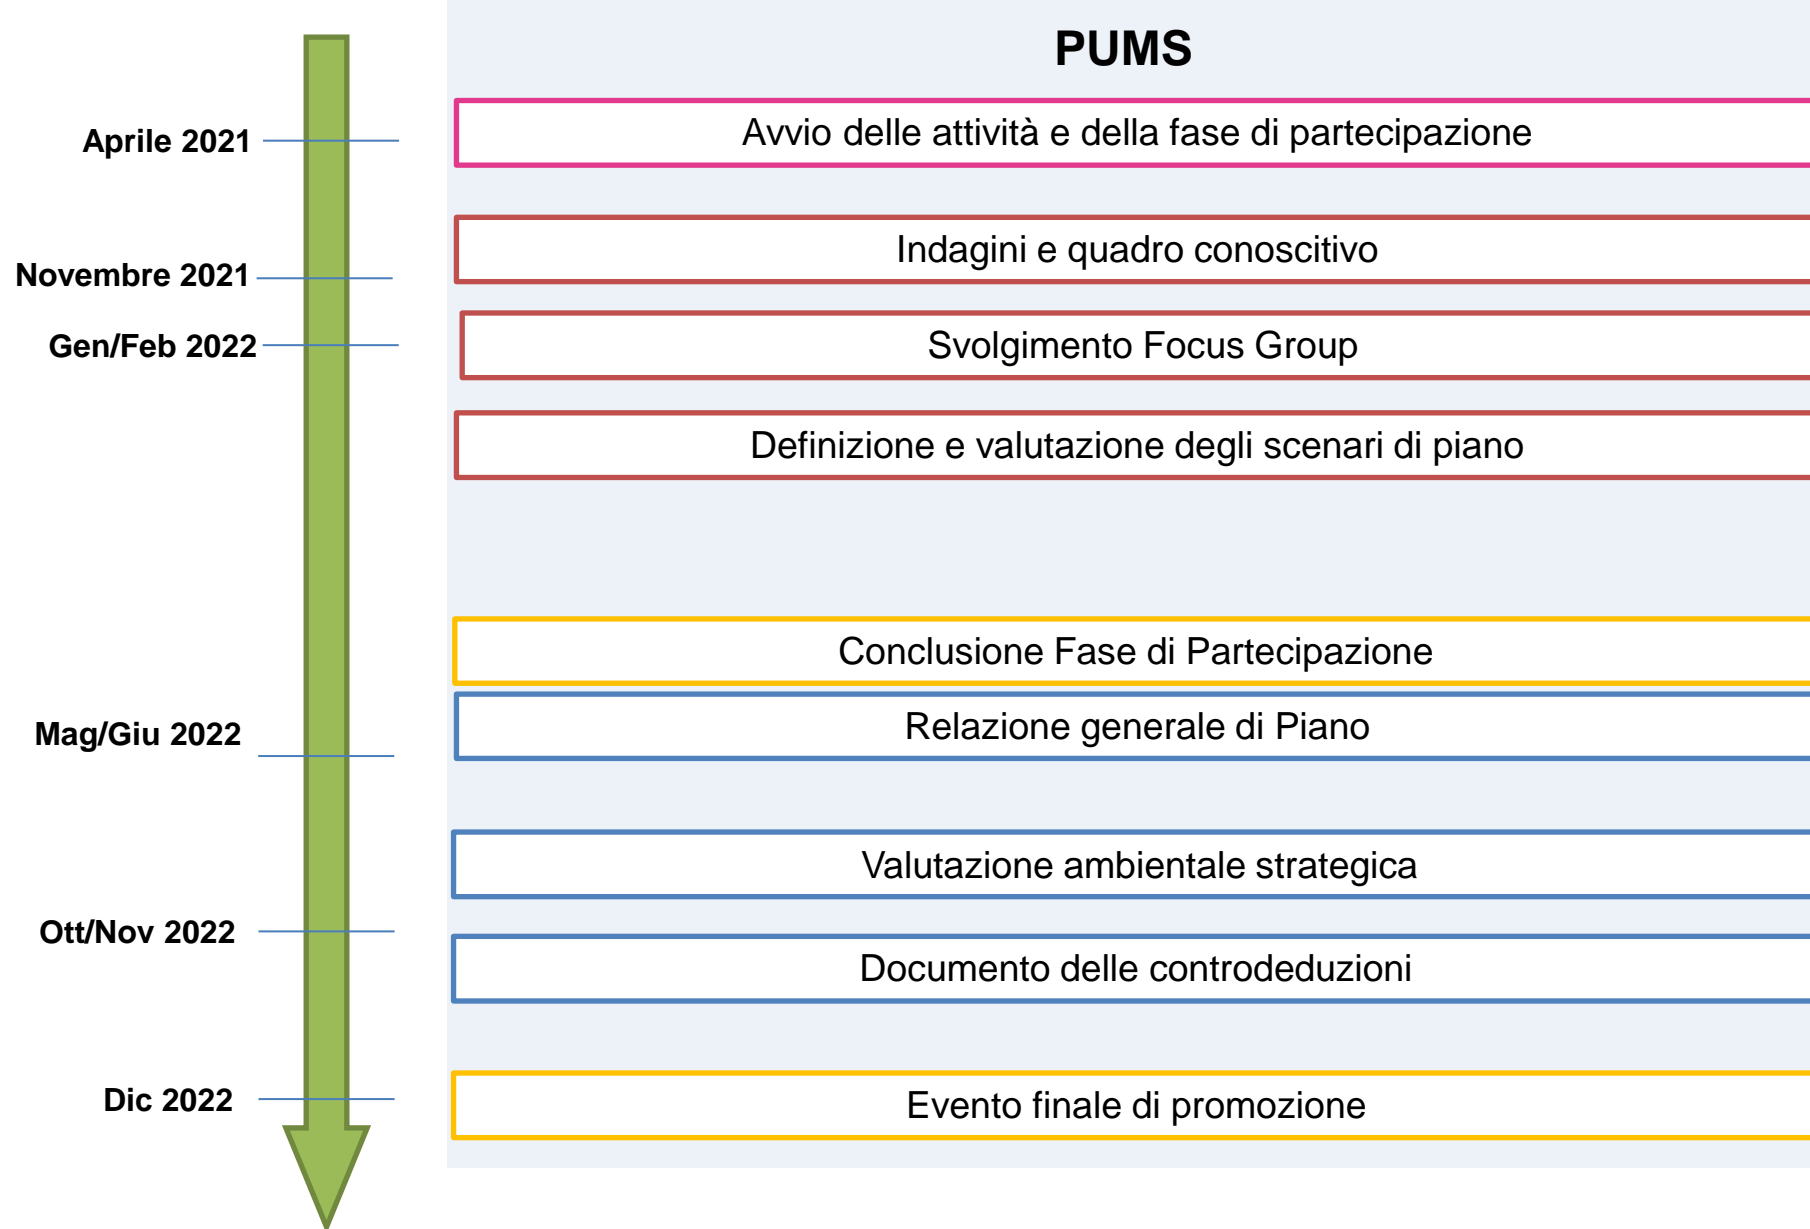 PUMS
Aprile 2021
Avvio delle attività e della fase di partecipazione
Indagini e quadro conoscitivo
Novembre 2021
Gen/Feb 2022
Svolgimento Focus Group
Definizione e valutazione degli scenari di piano
Conclusione Fase di Partecipazione
Mag/Giu 2022
Relazione generale di Piano
Valutazione ambientale strategica
Ott/Nov 2022
Documento delle controdeduzioni
Dic 2022
Evento finale di promozione